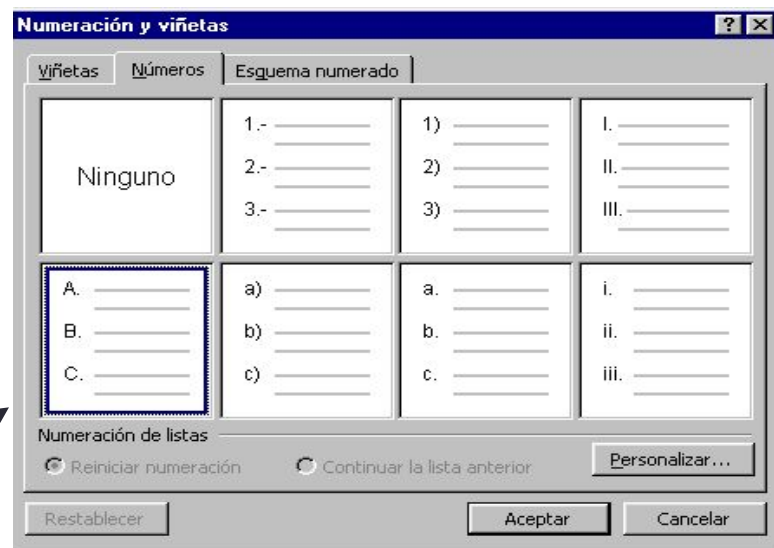 Numeración y viñetas
Viñetas Números Esquema numerado
Ninguno
1.-
2.-
3.-
1)
2)
3)
I.
II.
III.
A.
B.
C.
a)
b)
c)
a.
b.
c.
i.
ii.
iii.
Numeración de listas
Reiniciar numeración Continuar la lista anterior Personalizar...
Restablecer Aceptar Cancelar